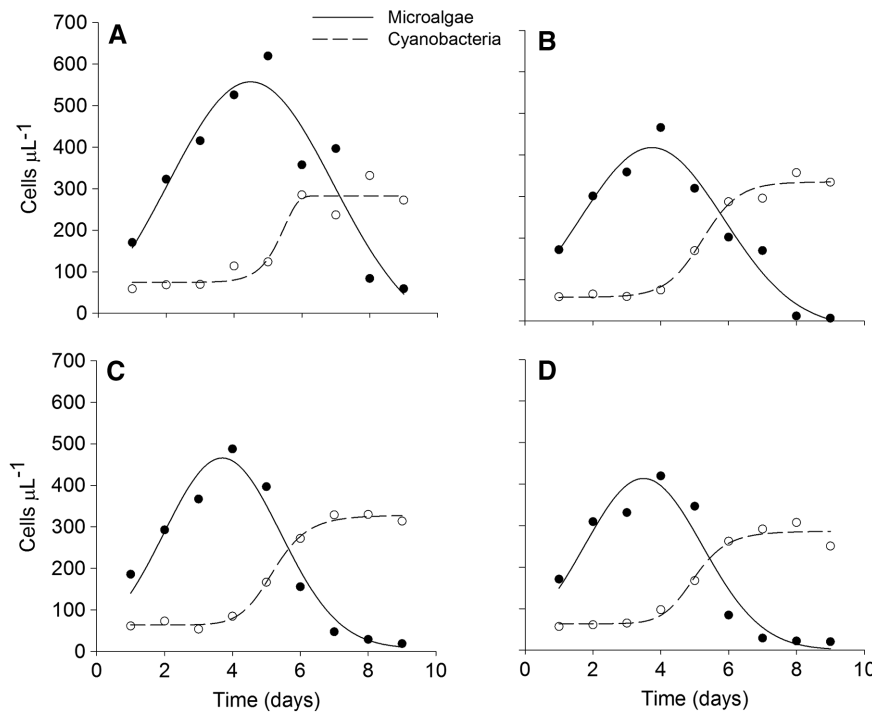 Microalgae
Cyanobacteria
A
B
700
600
500
400
300
200
100
0
Cells µL-1
C
D
700
600
500
400
300
200
100
0
Cells µL-1
0 2 4 6 8 10
0 2 4 6 8 10
Time (days)
Time (days)